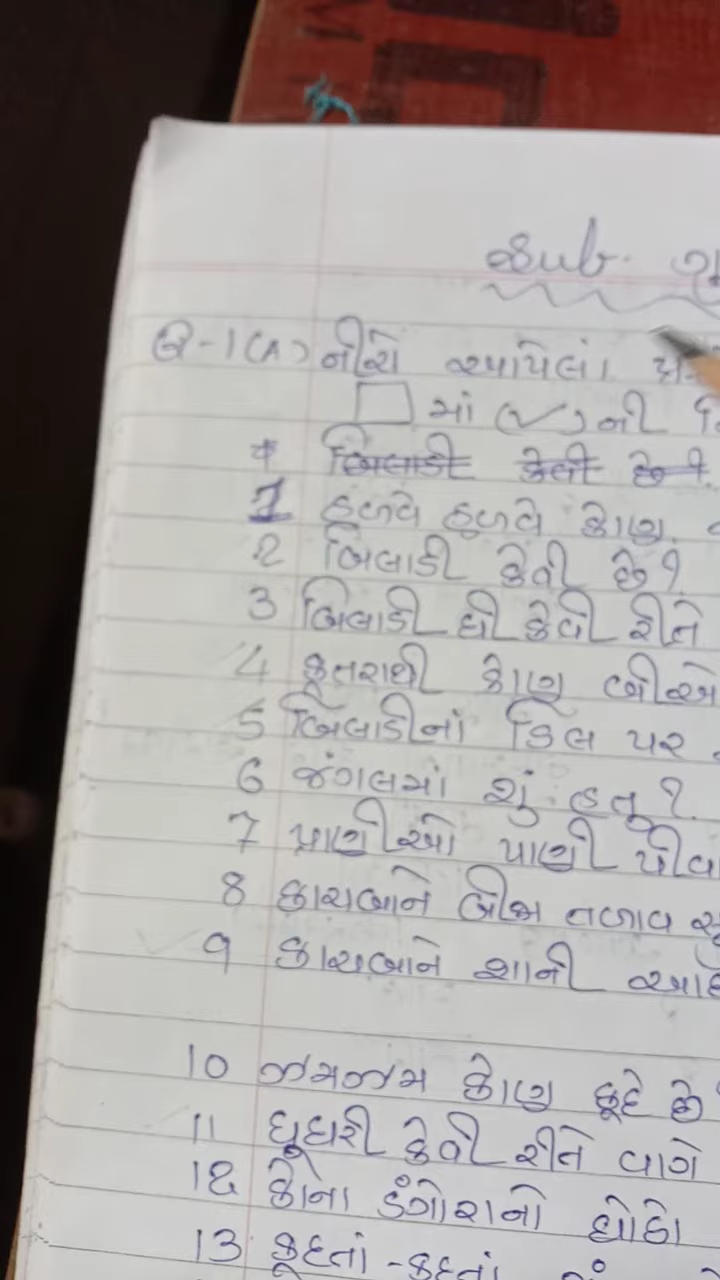 Sub. ગુ
Q-1 (A) નીચે આપેલાં
માં (✓) ની
* બિલાડી કેવી છે?
1 હળવે હળવે કોણ
2 બિલાડી કેવી છે?
3 બિલાડી ઘી કેવી રીતે
4 કૂતરાથી કોણ બીએ
5 બિલાડીનાં ડિલ પર
6 જંગલમાં શું હતુ?
7 પ્રાણીઓ પાણી પીવા
8 કાચબાને બીજા તળાવ
9 કાચબાને શાની
10 ઝમઝમ કોણ કૂદે છે
11 ઘૂઘરી કેવી રીતે વાગે
12 કોના ડંગોરાનો ઘોડો
13 કૂદતાં - કૂદતાં